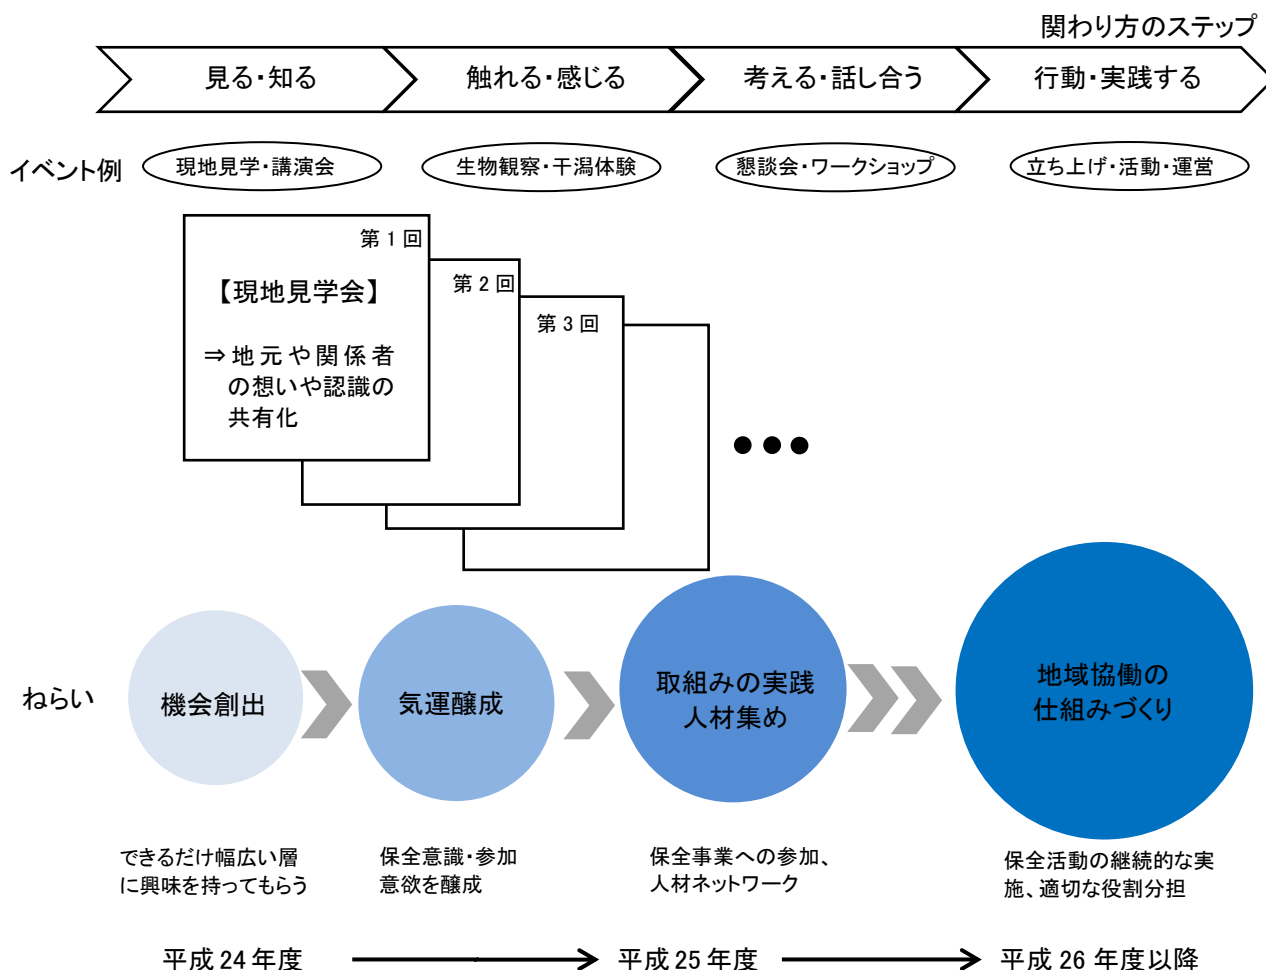 関わり方のステップ
見る・知る
触れる・感じる
考える・話し合う
行動・実践する
イベント例
現地見学・講演会
生物観察・干潟体験
懇談会・ワークショップ
立ち上げ・活動・運営
第1回
【現地見学会】
⇒地元や関係者
の想いや認識の
共有化
第2回
第3回
ねらい
機会創出
気運醸成
取組みの実践
人材集め
地域協働の
仕組みづくり
できるだけ幅広い層
に興味を持ってもらう
保全意識・参加
意欲を醸成
保全事業への参加、
人材ネットワーク
保全活動の継続的な実
施、適切な役割分担
平成24年度
平成25年度
平成26年度以降